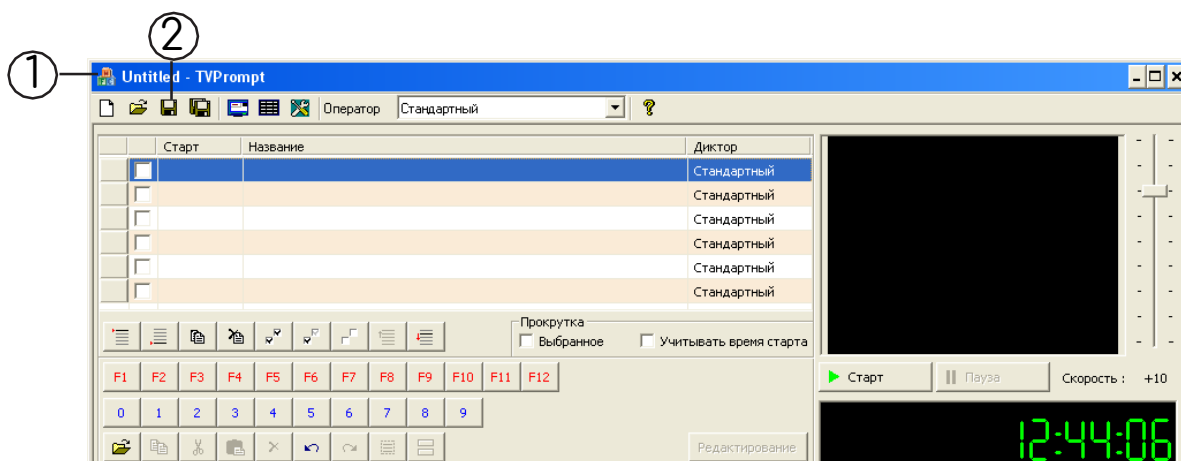 2
1
Untitled - TVPrompt
Оператор Стандартный
Старт Название Диктор
Стандартный
Стандартный
Стандартный
Стандартный
Стандартный
Стандартный
Прокрутка
Выбранное Учитывать время старта
F1 F2 F3 F4 F5 F6 F7 F8 F9 F10 F11 F12
Старт Пауза Скорость : +10
0 1 2 3 4 5 6 7 8 9
Редактирование
12:44:06